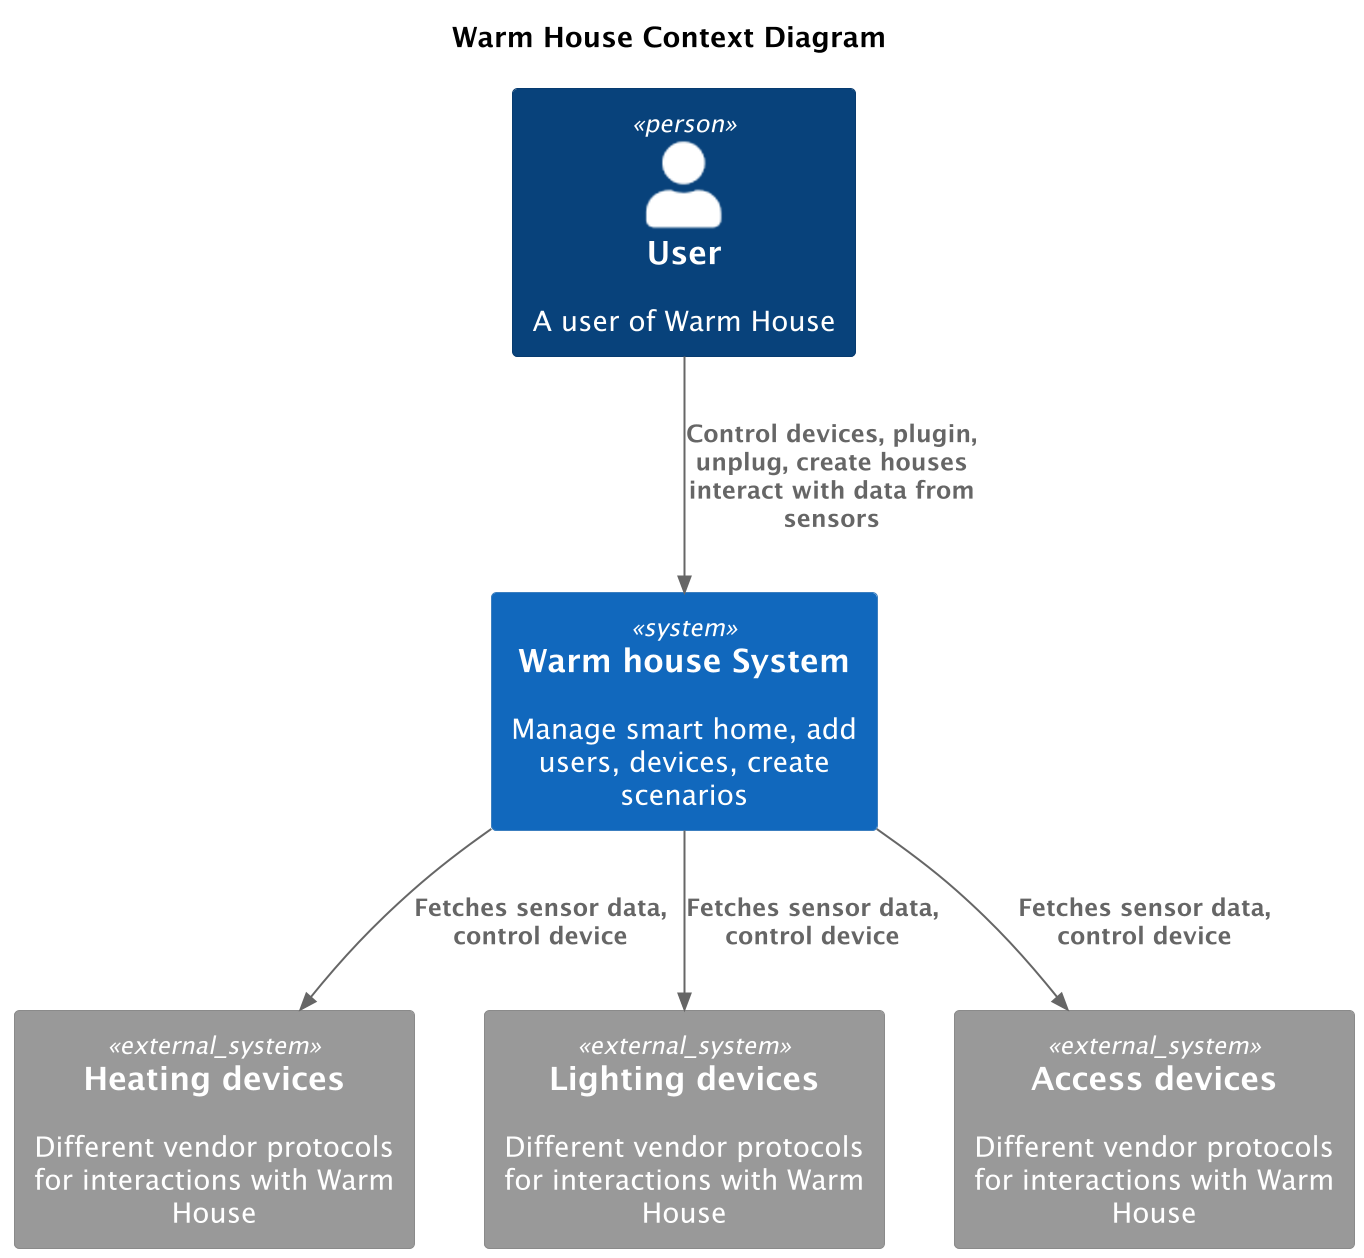 Warm House Context Diagram
«person»
User
A user of Warm House
Control devices, plugin,
unplug, create houses
interact with data from
sensors
«system»
Warm house System
Manage smart home, add
users, devices, create
scenarios
Fetches sensor data,
control device
Fetches sensor data,
control device
Fetches sensor data,
control device
«external_system»
Heating devices
Different vendor protocols
for interactions with Warm
House
«external_system»
Lighting devices
Different vendor protocols
for interactions with Warm
House
«external_system»
Access devices
Different vendor protocols
for interactions with Warm
House